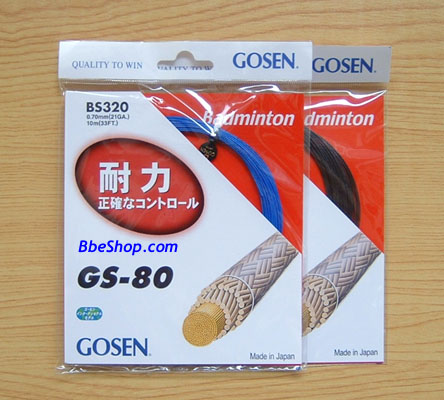 QUALITY TO WIN
GOSEN
GOSEN
BS320
0.70mm(21GA.)
10m(33FT.)
Badminton
dminton
耐力
正確なコントロール
BbeShop.com
GS-80
GOSEN
Made in Japan
Made in Japan